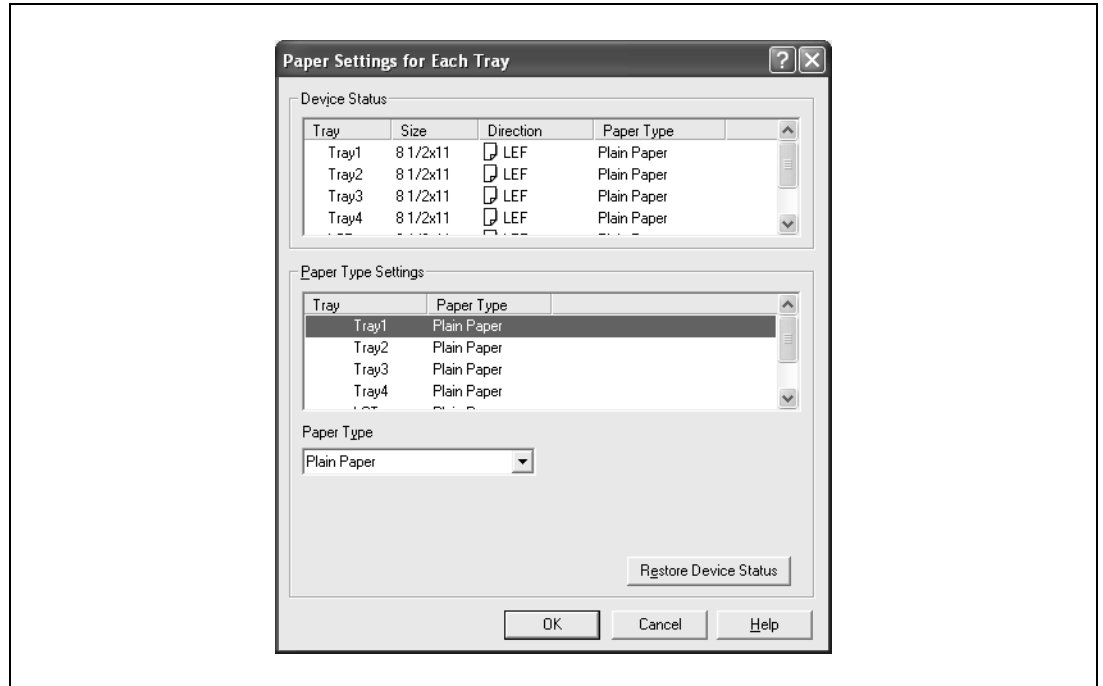 Paper Settings for Each Tray
Device Status
Tray Size Direction Paper Type
Tray1 8 1/2x11 LEF Plain Paper
Tray2 8 1/2x11 LEF Plain Paper
Tray3 8 1/2x11 LEF Plain Paper
Tray4 8 1/2x11 LEF Plain Paper
Paper Type Settings
Tray Paper Type
Tray1 Plain Paper
Tray2 Plain Paper
Tray3 Plain Paper
Tray4 Plain Paper
Paper Type
Plain Paper
Restore Device Status
OK Cancel Help